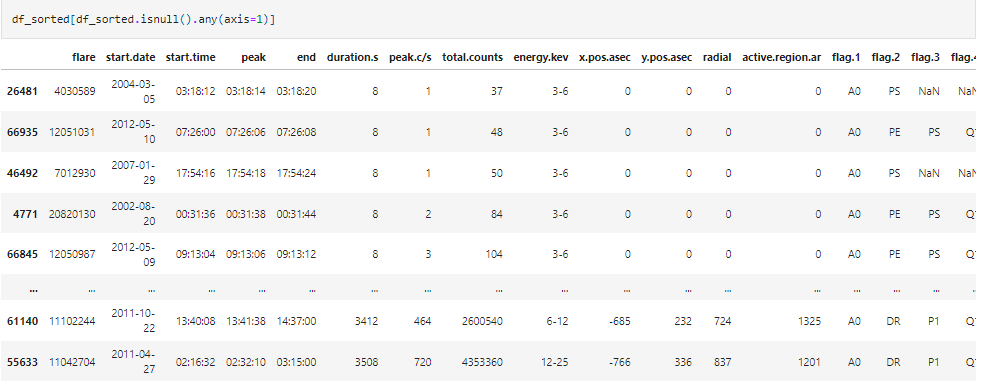 df_sorted[df_sorted.isnull().any(axis=1)]
flare start.date start.time peak end duration.s peak.c/s total.counts energy.kev x.pos.asec y.pos.asec radial active.region.ar flag.1 flag.2 flag.3 flag.4
26481 4030589 2004-03-05 03:18:12 03:18:14 03:18:20 8 1 37 3-6 0 0 0 0 A0 PS NaN NaN
66935 12051031 2012-05-10 07:26:00 07:26:06 07:26:08 8 1 48 3-6 0 0 0 0 A0 PE PS Q
46492 7012930 2007-01-29 17:54:16 17:54:18 17:54:24 8 1 50 3-6 0 0 0 0 A0 PS NaN NaN
4771 20820130 2002-08-20 00:31:36 00:31:38 00:31:44 8 2 84 3-6 0 0 0 0 A0 PE PS Q
66845 12050987 2012-05-09 09:13:04 09:13:06 09:13:12 8 3 104 3-6 0 0 0 0 A0 PE PS Q
... ... ... ... ... ... ... ... ... ... ... ... ... ... ... ... ... ...
61140 11102244 2011-10-22 13:40:08 13:41:38 14:37:00 3412 464 2600540 6-12 -685 232 724 1325 A0 DR P1 Q
55633 11042704 2011-04-27 02:16:32 02:32:10 03:15:00 3508 720 4353360 12-25 -766 336 837 1201 A0 DR P1 Q